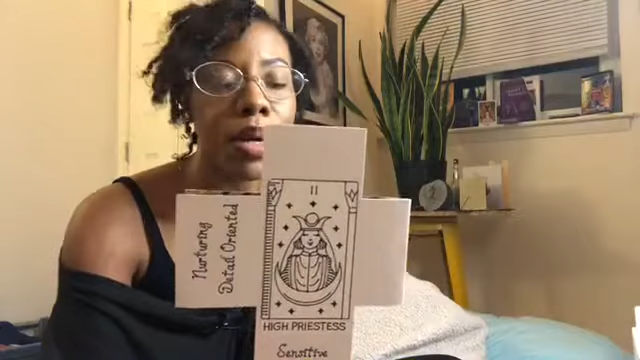 II
Nurturing
Detail Oriented
HIGH PRIESTESS
Sensitive